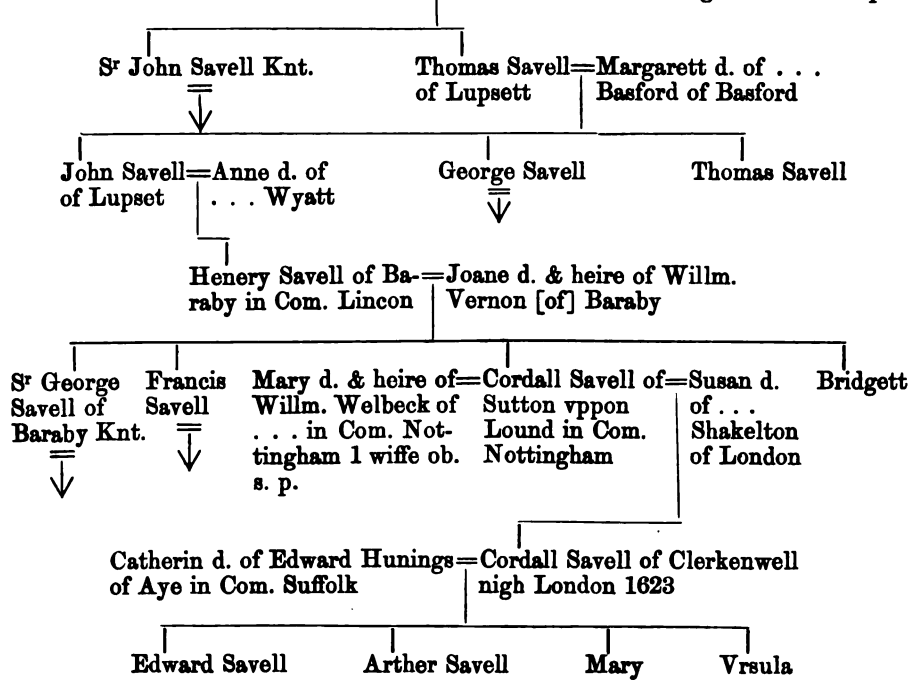 Sr John Savell Knt.
Thomas Savell=Margarett d. of . . .
of Lupsett Basford of Basford
John Savell=Anne d. of
of Lupset . . . Wyatt
George Savell
Thomas Savell
Henery Savell of Ba-=Joane d. & heire of Willm.
raby in Com. Lincon Vernon [of] Baraby
Sr George
Savell of
Baraby Knt.
Francis
Savell
Mary d. & heire of=Cordall Savell of=Susan d.
Willm. Welbeck of Sutton vppon of . . .
. . . in Com. Not- Lound in Com. Shakelton
tingham 1 wiffe ob. Nottingham of London
s. p.
Bridgett
Catherin d. of Edward Hunings=Cordall Savell of Clerkenwell
of Aye in Com. Suffolk nigh London 1623
Edward Savell
Arther Savell
Mary
Vrsula